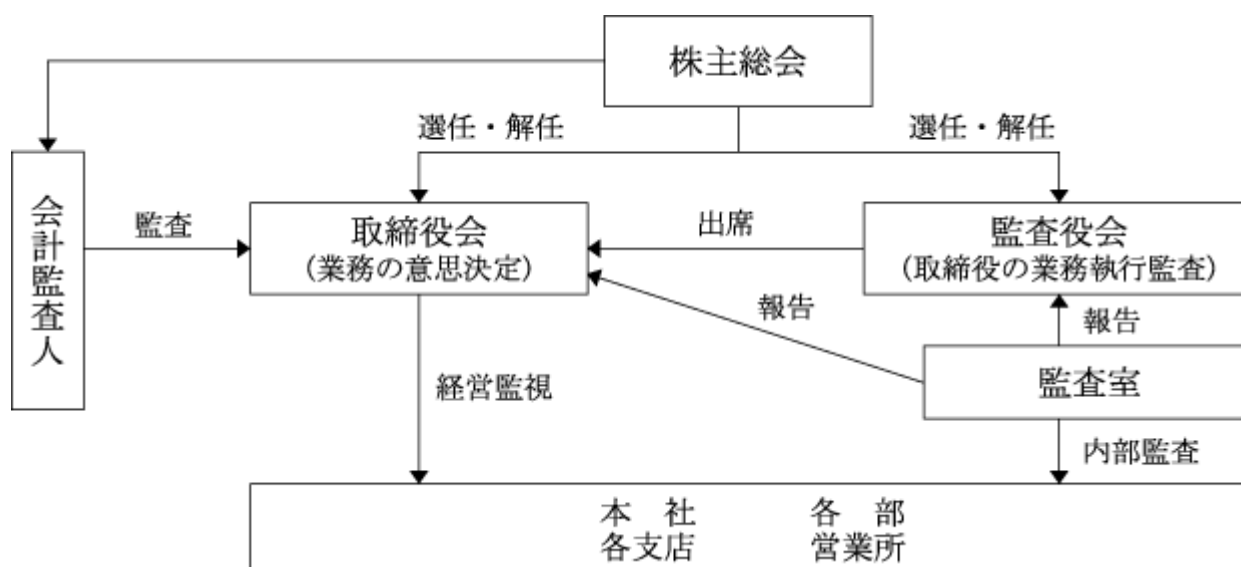 株主総会
選任・解任
選任・解任
会計監査人
監査
取締役会
(業務の意思決定)
出席
監査役会
(取締役の業務執行監査)
報告
報告
監査室
経営監視
内部監査
本　社　　　各　部
各支店　　　営業所